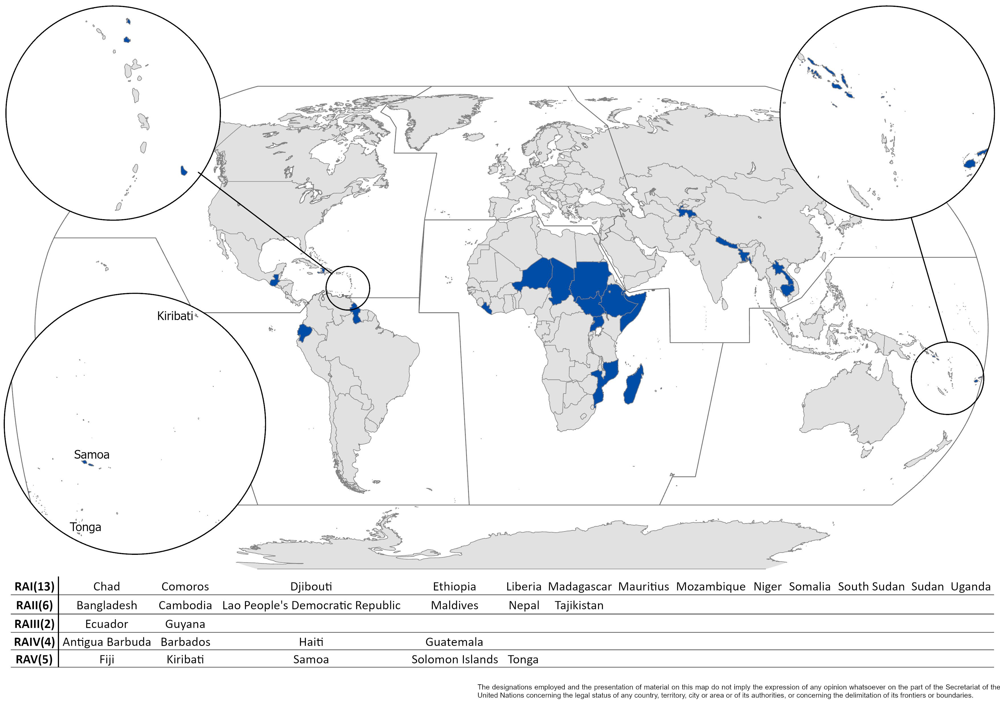 Kiribati
Samoa
Tonga
RAI(13) Chad Comoros Djibouti Ethiopia Liberia Madagascar Mauritius Mozambique Niger Somalia South Sudan Sudan Uganda
RAII(6) Bangladesh Cambodia Lao People's Democratic Republic Maldives Nepal Tajikistan
RAIII(2) Ecuador Guyana
RAIV(4) Antigua Barbuda Barbados Haiti Guatemala
RAV(5) Fiji Kiribati Samoa Solomon Islands Tonga
The designations employed and the presentation of material on this map do not imply the expression of any opinion whatsoever on the part of the Secretariat of the
United Nations concerning the legal status of any country, territory, city or area or of its authorities, or concerning the delimitation of its frontiers or boundaries.